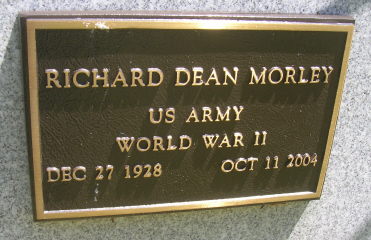 RICHARD DEAN MORLEY
US ARMY
WORLD WAR II
DEC 27 1928 OCT 11 2004